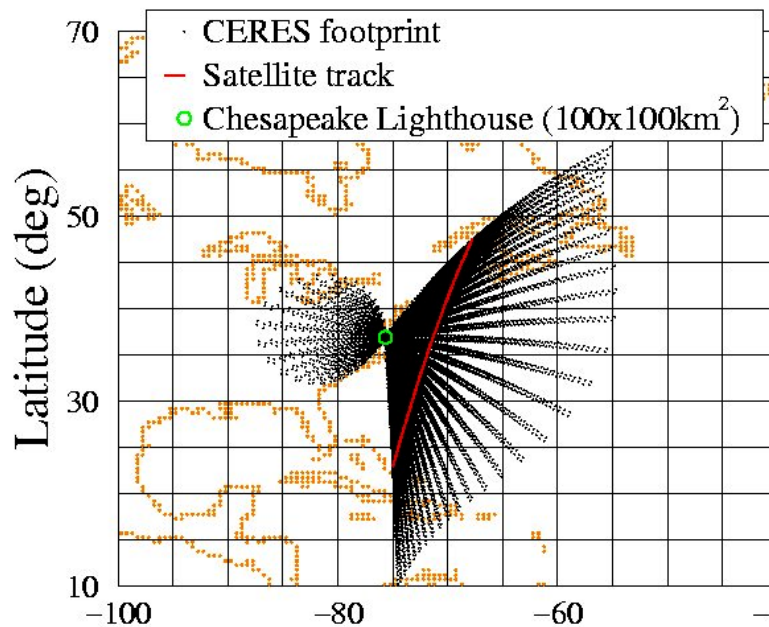 70
CERES footprint
Satellite track
Chesapeake Lighthouse (100x100km²)
50
Latitude (deg)
30
10
−100
−80
−60